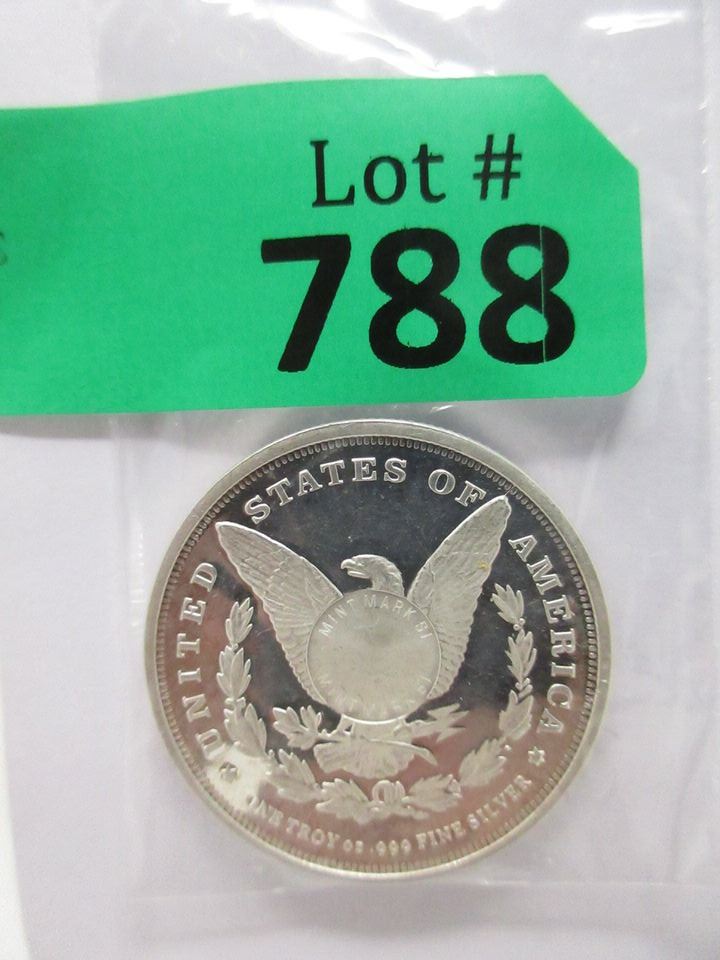 Lot #
788
UNITED STATES OF AMERICA
MINT MARK SI
ONE TROY OZ .999 FINE SILVER